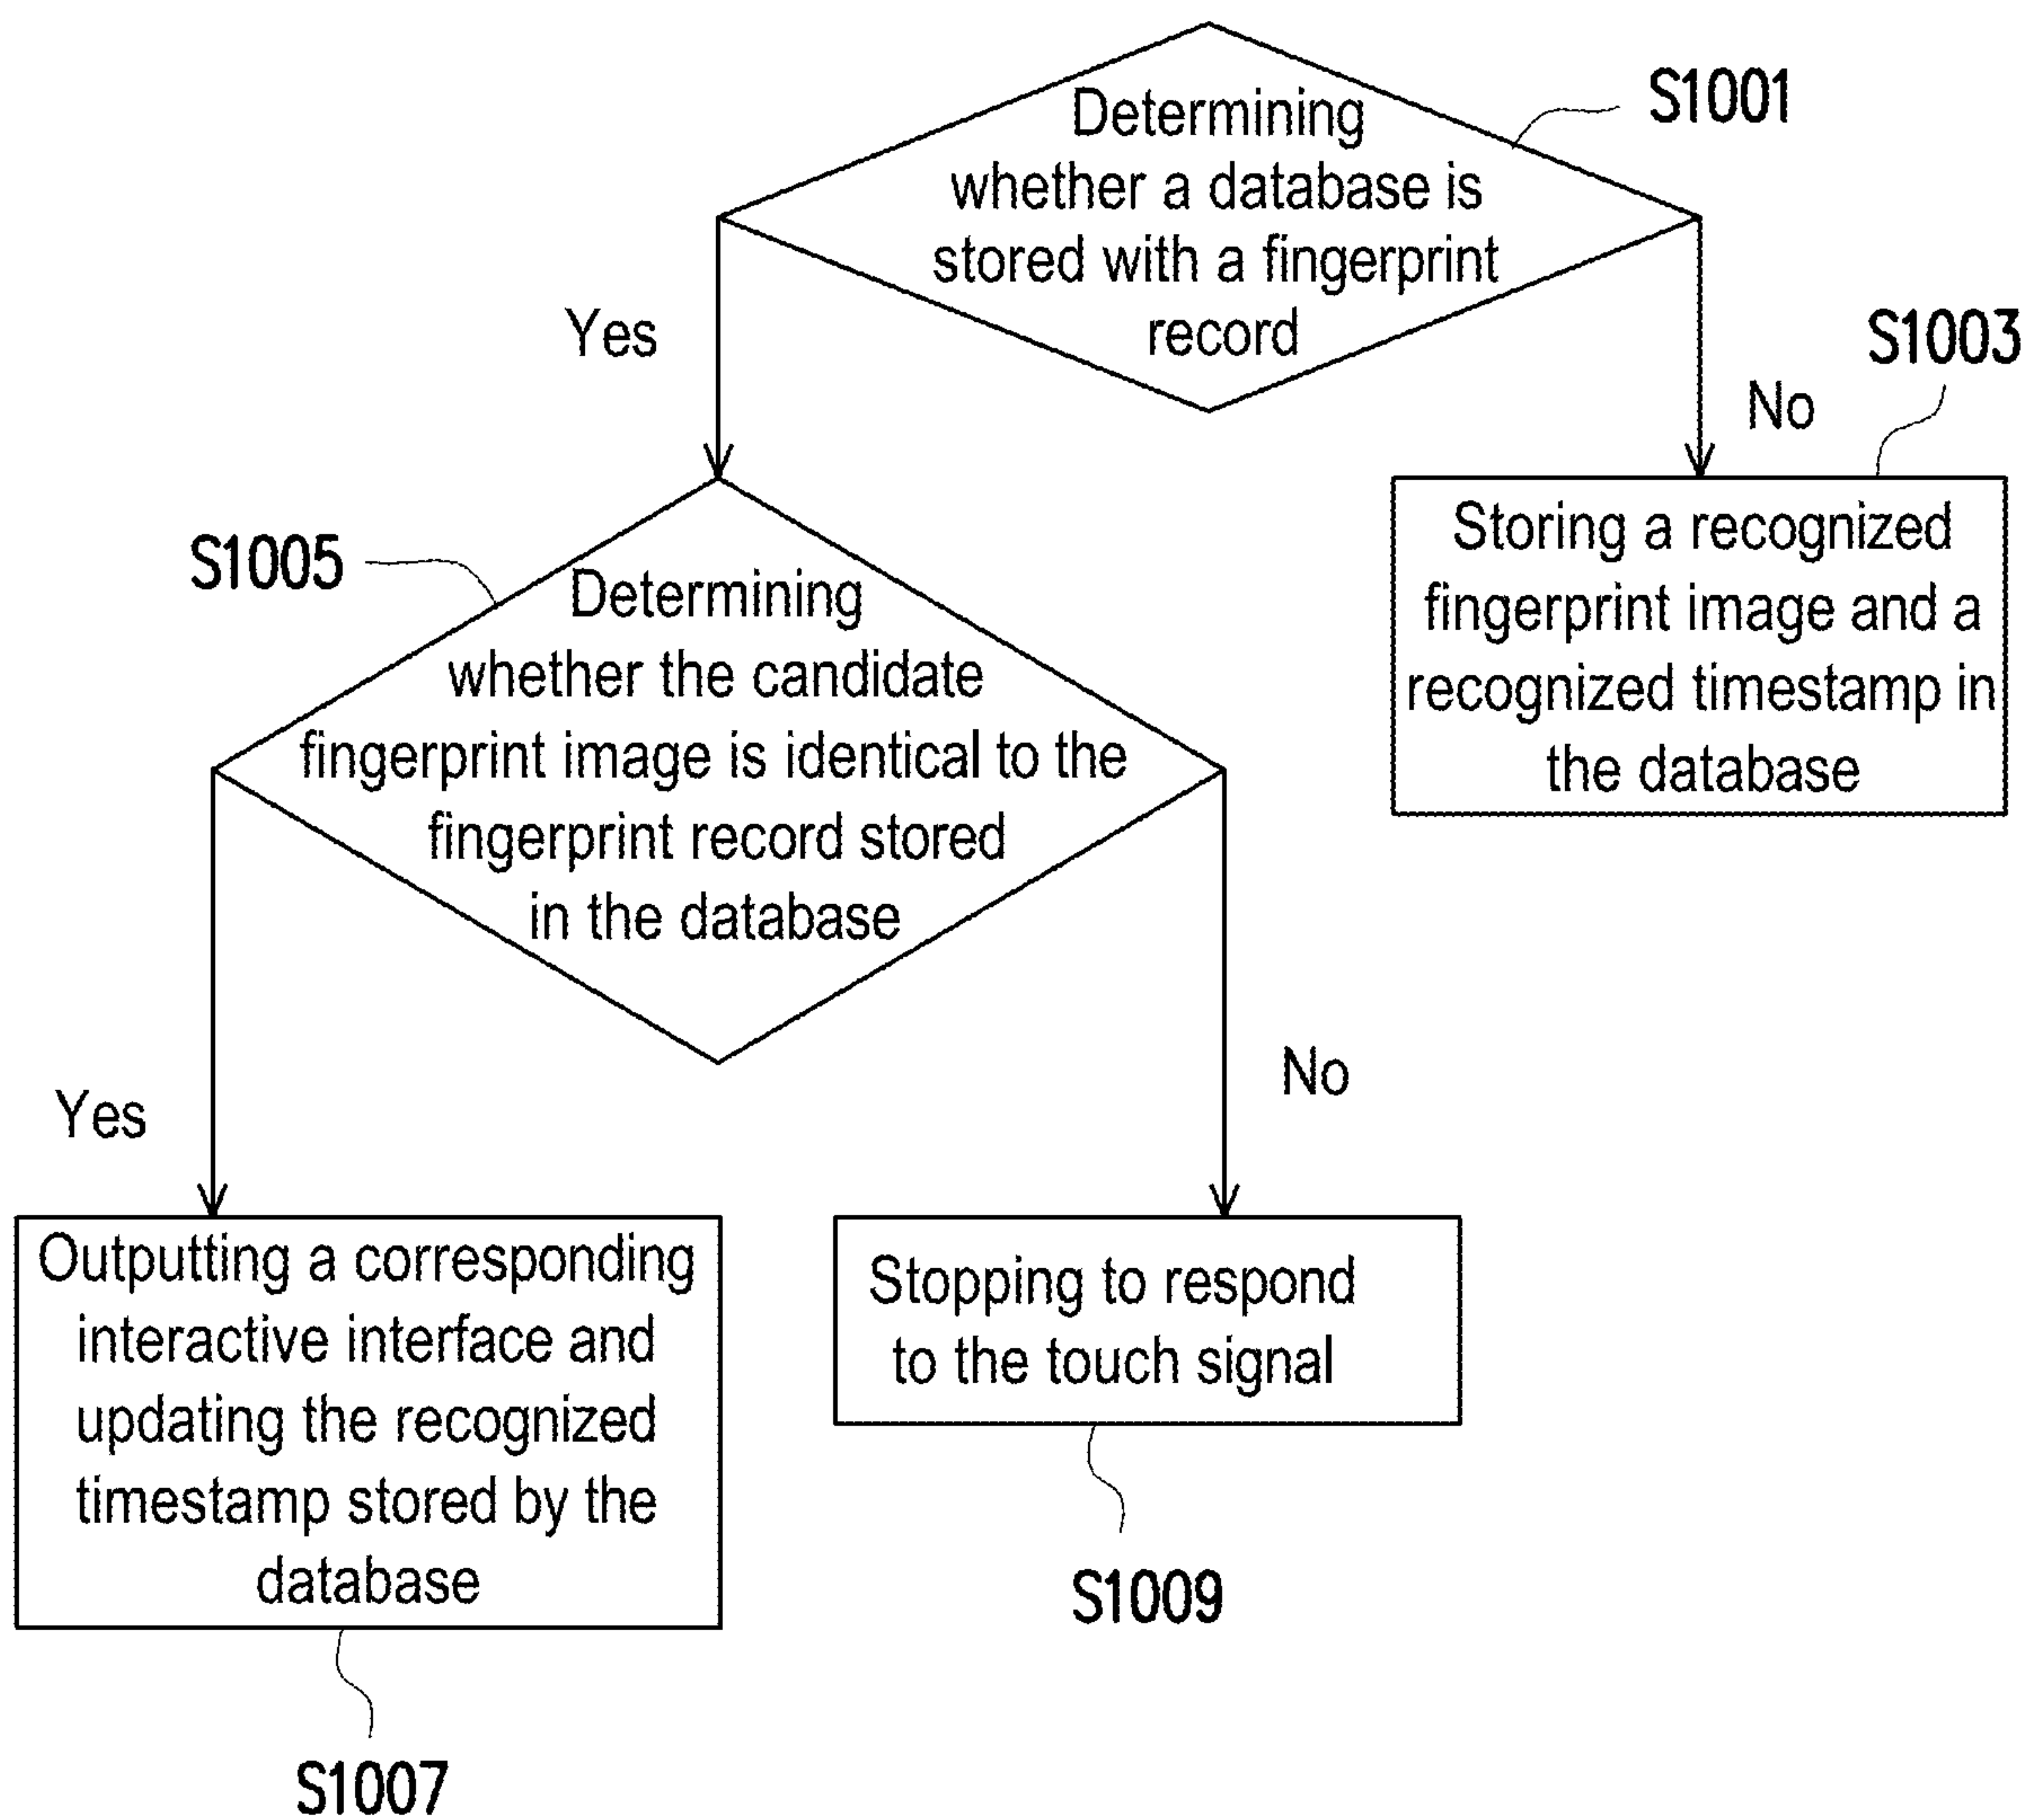 Determining
whether a database is
stored with a fingerprint
record
S1001
Yes
No
S1003
Storing a recognized
fingerprint image and a
recognized timestamp in
the database
S1005
Determining
whether the candidate
fingerprint image is identical to the
fingerprint record stored
in the database
Yes
No
Outputting a corresponding
interactive interface and
updating the recognized
timestamp stored by the
database
S1007
Stopping to respond
to the touch signal
S1009